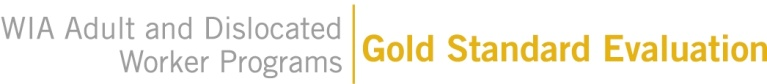 WIA Adult and Dislocated
Worker Programs
Gold Standard Evaluation